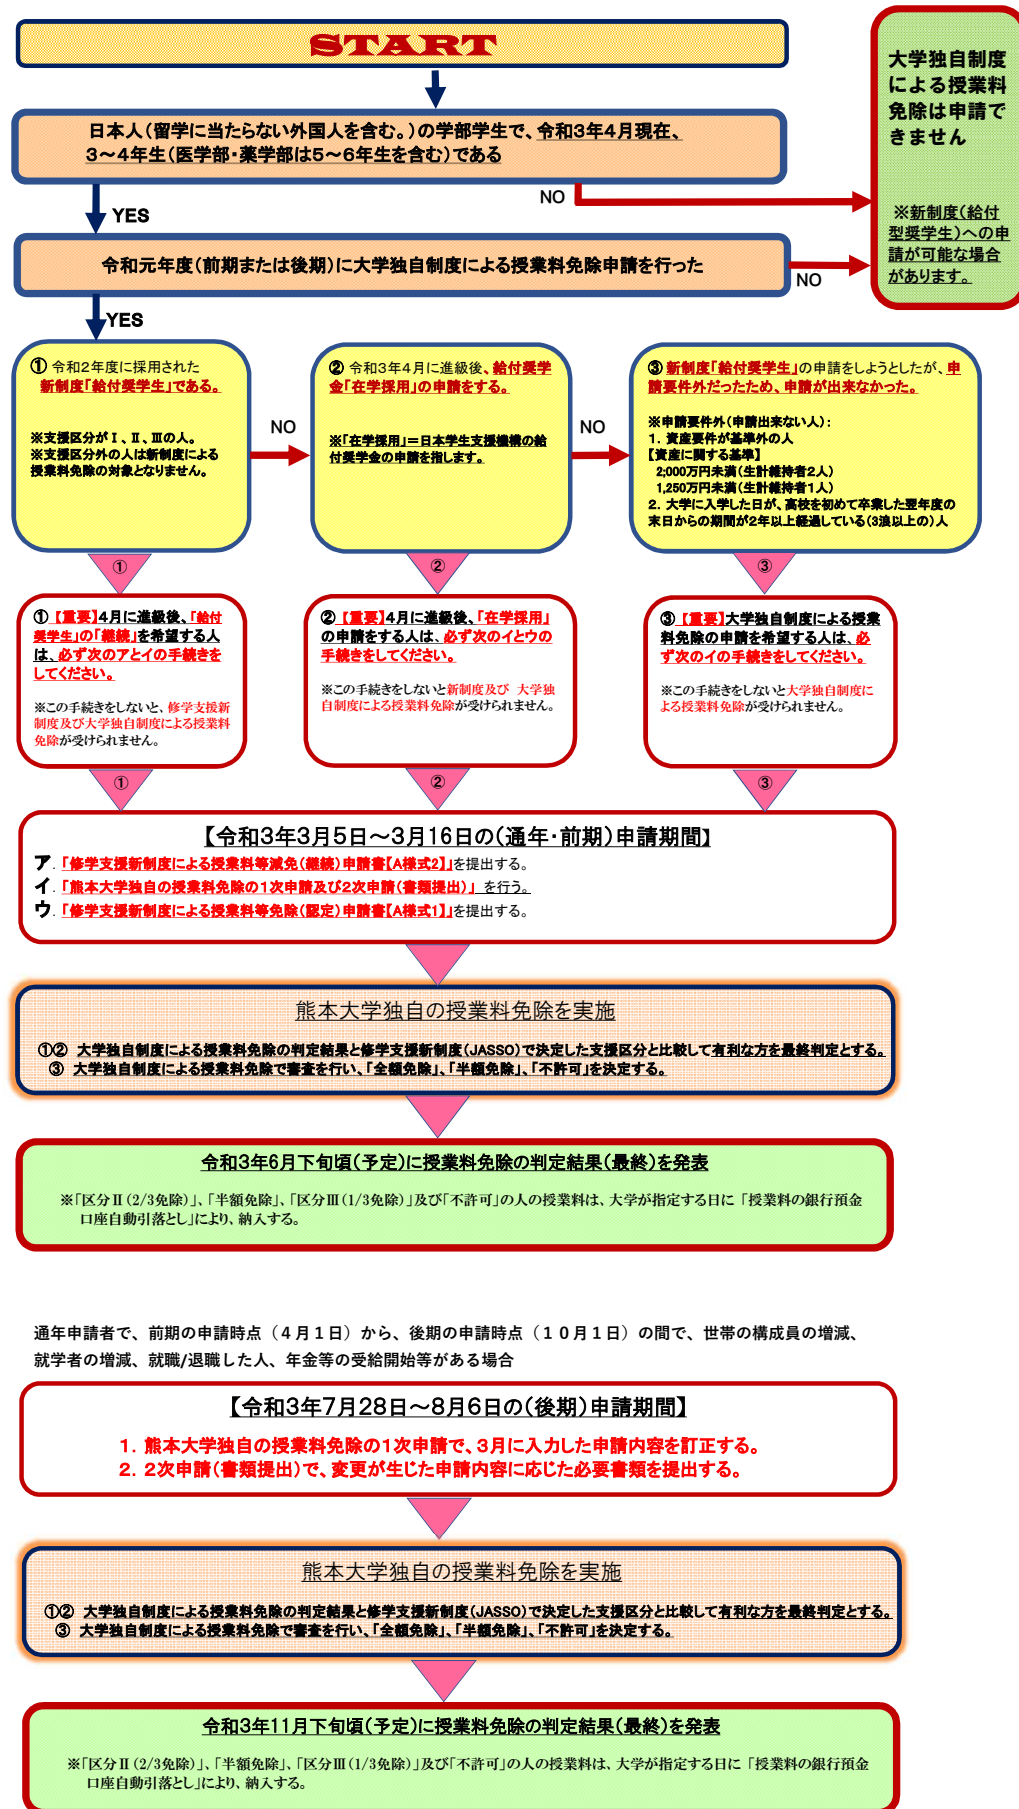 START
大学独自制度
による授業料
免除は申請で
きません
※新制度(給付
型奨学生)への申
請が可能な場合
があります。
日本人(留学に当たらない外国人を含む。)の学部学生で、令和3年4月現在、
3～4年生(医学部・薬学部は5～6年生を含む)である
NO
YES
令和元年度(前期または後期)に大学独自制度による授業料免除申請を行った
NO
YES
① 令和2年度に採用された
新制度「給付奨学生」である。
※支援区分がⅠ、Ⅱ、Ⅲの人。
※支援区分外の人は新制度による
授業料免除の対象となりません。
NO
② 令和3年4月に進級後、給付奨学
金「在学採用」の申請をする。
※「在学採用」＝日本学生支援機構の給
付奨学金の申請を指します。
NO
③ 新制度「給付奨学生」の申請をしようとしたが、申
請要件外だったため、申請が出来なかった。
※申請要件外(申請出来ない人)：
1. 資産要件が基準外の人
【資産に関する基準】
2,000万円未満(生計維持者2人)
1,250万円未満(生計維持者1人)
2. 大学に入学した日が、高校を初めて卒業した翌年度の
末日からの期間が2年以上経過している(3浪以上の)人
①
②
③
① 【重要】4月に進級後、「給付
奨学生」の「継続」を希望する人
は、必ず次のアとイの手続きを
してください。
※この手続きをしないと、修学支援新
制度及び大学独自制度による授業料
免除が受けられません。
② 【重要】4月に進級後、「在学採用」
の申請をする人は、必ず次のイとウの
手続きをしてください。
※この手続きをしないと新制度及び 大学独
自制度による授業料免除が受けられません。
③ 【重要】大学独自制度による授業
料免除の申請を希望する人は、必
ず次のイの手続きをしてください。
※この手続きをしないと大学独自制度に
よる授業料免除が受けられません。
①
②
③
【令和3年3月5日～3月16日の(通年・前期)申請期間】
ア. 「修学支援新制度による授業料等減免(継続)申請書【A様式2】」を提出する。
イ. 「熊本大学独自の授業料免除の1次申請及び2次申請(書類提出)」 を行う。
ウ. 「修学支援新制度による授業料等免除(認定)申請書【A様式1】」を提出する。
熊本大学独自の授業料免除を実施
①② 大学独自制度による授業料免除の判定結果と修学支援新制度(JASSO)で決定した支援区分と比較して有利な方を最終判定とする。
③ 大学独自制度による授業料免除で審査を行い、「全額免除」、「半額免除」、「不許可」を決定する。
令和3年6月下旬頃(予定)に授業料免除の判定結果(最終)を発表
※「区分Ⅱ(2/3免除)」、「半額免除」、「区分Ⅲ(1/3免除)」及び「不許可」の人の授業料は、大学が指定する日に 「授業料の銀行預金
口座自動引落とし」により、納入する。
通年申請者で、前期の申請時点（４月１日）から、後期の申請時点（１０月１日）の間で、世帯の構成員の増減、
就学者の増減、就職/退職した人、年金等の受給開始等がある場合
【令和3年7月28日～8月6日の(後期)申請期間】
1. 熊本大学独自の授業料免除の1次申請で、3月に入力した申請内容を訂正する。
2. 2次申請(書類提出)で、変更が生じた申請内容に応じた必要書類を提出する。
熊本大学独自の授業料免除を実施
①② 大学独自制度による授業料免除の判定結果と修学支援新制度(JASSO)で決定した支援区分と比較して有利な方を最終判定とする。
③ 大学独自制度による授業料免除で審査を行い、「全額免除」、「半額免除」、「不許可」を決定する。
令和3年11月下旬頃(予定)に授業料免除の判定結果(最終)を発表
※「区分Ⅱ(2/3免除)」、「半額免除」、「区分Ⅲ(1/3免除)」及び「不許可」の人の授業料は、大学が指定する日に 「授業料の銀行預金
口座自動引落とし」により、納入する。